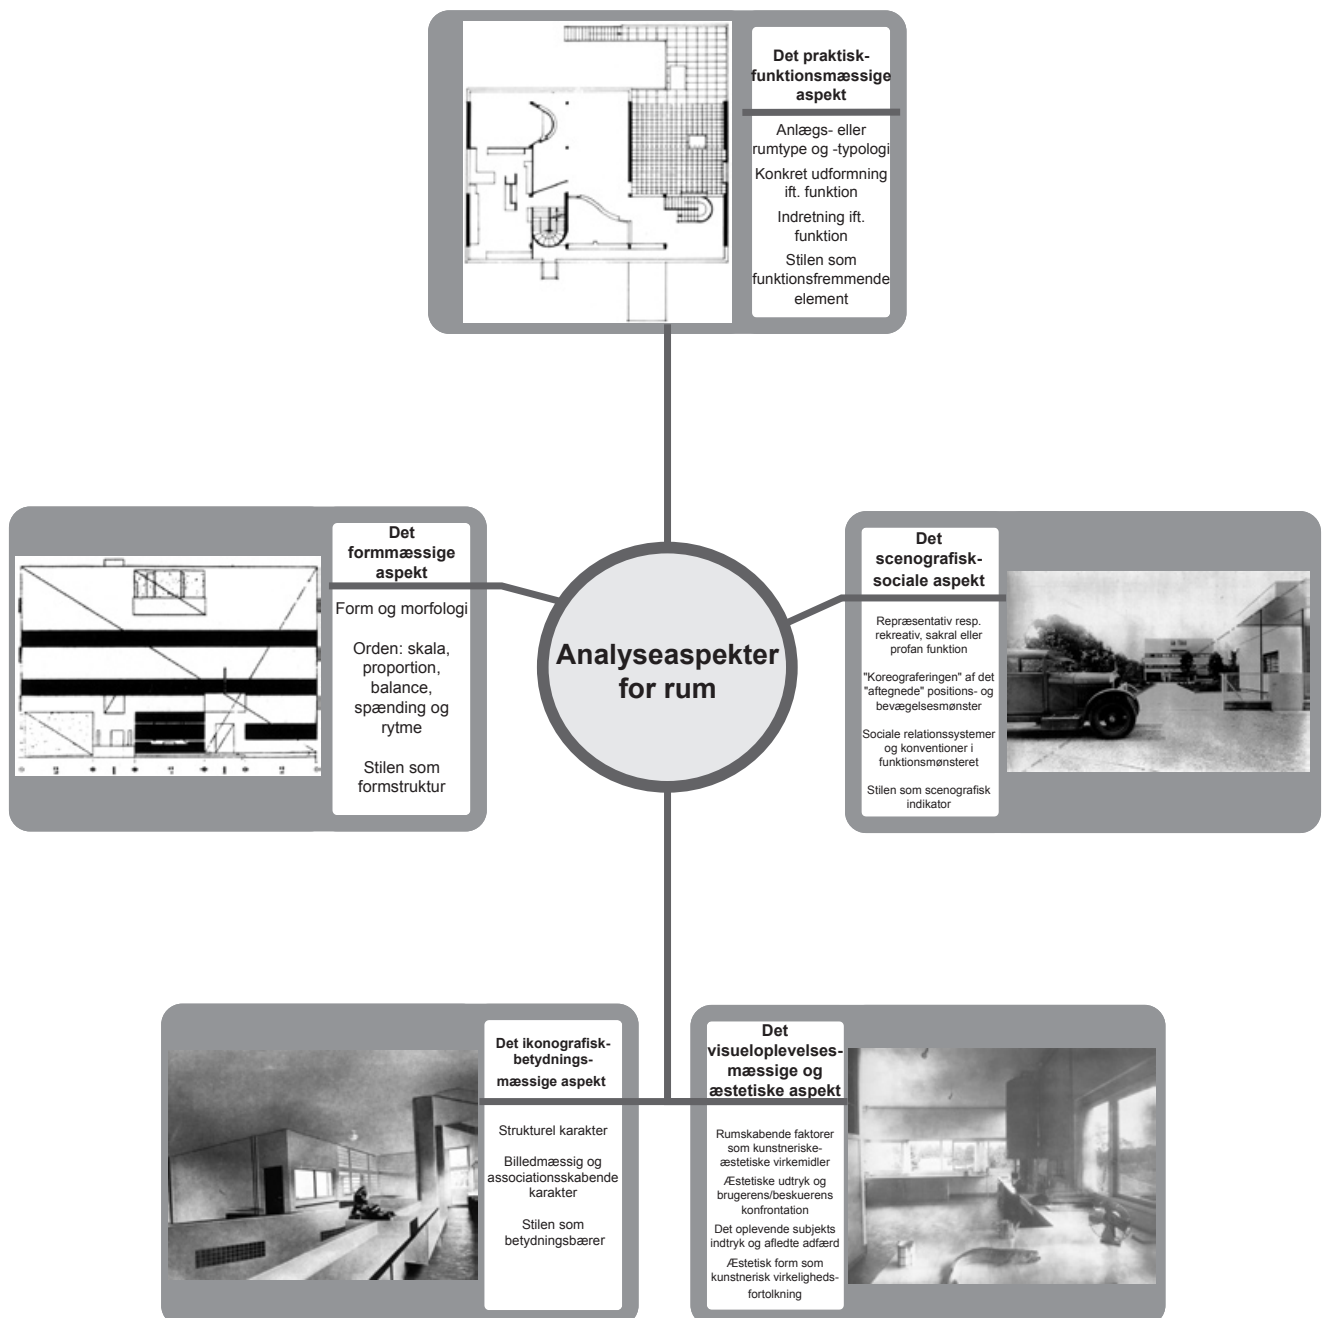 Det praktisk-
funktionsmæssige
aspekt
Anlægs- eller
rumtype og -typologi
Konkret udformning
ift. funktion
Indretning ift.
funktion
Stilen som
funktionsfremmende
element
Det
formmæssige
aspekt
Form og morfologi
Orden: skala,
proportion,
balance,
spænding og
rytme
Stilen som
formstruktur
Analyseaspekter
for rum
Det
scenografisk-
sociale aspekt
Repræsentativ resp.
rekreativ, sakral eller
profan funktion
"Koreograferingen" af det
"aftegnede" positions- og
bevægelsesmønster
Sociale relationssystemer
og konventioner i
funktionsmønsteret
Stilen som scenografisk
indikator
Det ikonografisk-
betydnings-
mæssige aspekt
Strukturel karakter
Billedmæssig og
associationsskabende
karakter
Stilen som
betydningsbærer
Det
visueloplevelses-
mæssige og
æstetiske aspekt
Rumskabende faktorer
som kunstneriske-
æstetiske virkemidler
Æstetiske udtryk og
brugerens/beskuerens
konfrontation
Det oplevende subjekts
indtryk og afledte adfærd
Æstetisk form som
kunstnerisk virkeligheds-
fortolkning